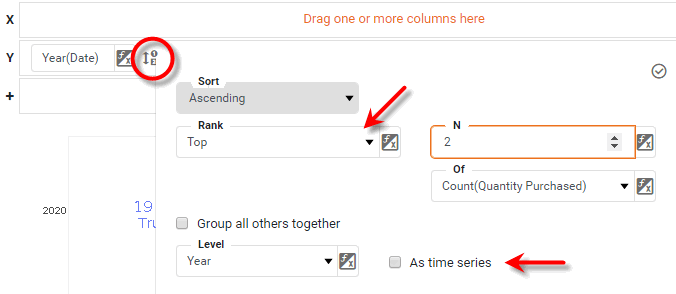 X
Drag one or more columns here
Y
Year(Date)
Sort
Ascending
+
Rank
Top
N
2
Of
Count(Quantity Purchased)
2020
19
Tru
Group all others together
Level
Year
As time series